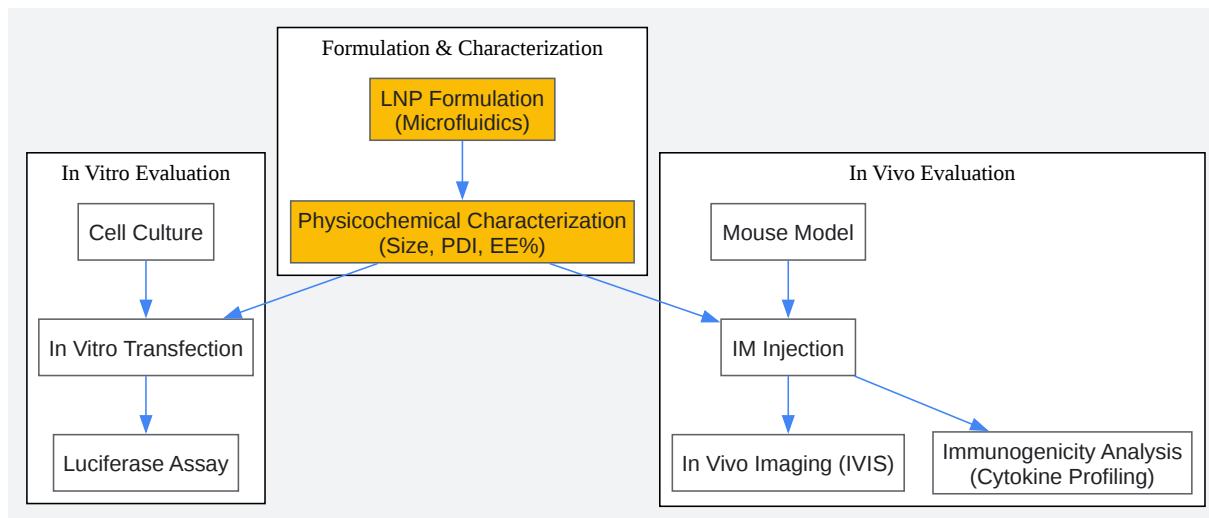 Formulation & Characterization
LNP Formulation
(Microfluidics)
Physicochemical Characterization
(Size, PDI, EE%)
In Vitro Evaluation
Cell Culture
In Vitro Transfection
Luciferase Assay
In Vivo Evaluation
Mouse Model
IM Injection
In Vivo Imaging (IVIS)
Immunogenicity Analysis
(Cytokine Profiling)